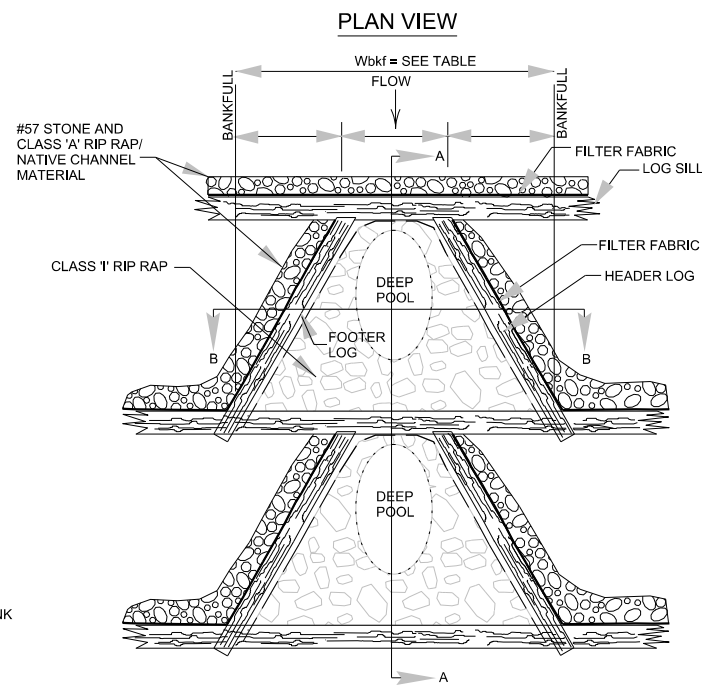 PLAN VIEW
Wbkf = SEE TABLE
FLOW
BANKFULL
BANKFULL
#57 STONE AND
CLASS 'A' RIP RAP/
NATIVE CHANNEL
MATERIAL
A
FILTER FABRIC
LOG SILL
FILTER FABRIC
CLASS 'I' RIP RAP
HEADER LOG
DEEP
POOL
FOOTER
LOG
B
B
DEEP
POOL
NK
A